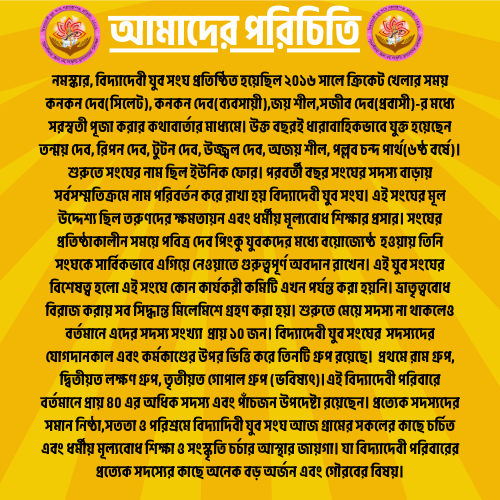 আমাদের পরিচিতি
নমস্কার, বিদ্যাদেবী যুব সংঘ প্রতিষ্ঠিত হয়েছিল ২০১৬ সালে ক্রিকেট খেলার সময়
কনকন দেব(সিলেট), কনকন দেব(ব্যবসায়ী),জয় শীল,সজীব দেব(প্রবাসী)-র মধ্যে
সরস্বতী পূজা করার কথাবার্তার মাধ্যমে। উক্ত বছরই ধারাবাহিকভাবে যুক্ত হয়েছেন
তন্ময় দেব, রিপন দেব, টুটন দেব, উজ্জ্বল দেব, অজয় শীল, পল্লব চন্দ পার্থ(৬ষ্ঠ বর্ষে)।
শুরুতে সংঘের নাম ছিল ইউনিক ফোর। পরবর্তী বছর সংঘের সদস্য বাড়ায়
সর্বসম্মতিক্রমে নাম পরিবর্তন করে রাখা হয় বিদ্যাদেবী যুব সংঘ। এই সংঘের মূল
উদ্দেশ্য ছিল তরুণদের ক্ষমতায়ন এবং ধর্মীয় মূল্যবোধ শিক্ষার প্রসার। সংঘের
প্রতিষ্ঠাকালীন সময়ে পবিত্র দেব পিংকু যুবকদের মধ্যে বয়োজ্যেষ্ঠ হওয়ায় তিনি
সংঘকে সার্বিকভাবে এগিয়ে নেওয়াতে গুরুত্বপূর্ণ অবদান রাখেন। এই যুব সংঘের
বিশেষত্ব হলো এই সংঘে কোন কার্যকরী কমিটি এখন পর্যন্ত করা হয়নি। ভ্রাতৃত্ববোধ
বিরাজ করায় সব সিদ্ধান্ত মিলেমিশে গ্রহণ করা হয়। শুরুতে মেয়ে সদস্য না থাকলেও
বর্তমানে এদের সদস্য সংখ্যা প্রায় ১০ জন। বিদ্যাদেবী যুব সংঘের সদস্যদের
যোগদানকাল এবং কর্মকাণ্ডের উপর ভিত্তি করে তিনটি গ্রুপ রয়েছে। প্রথমে রাম গ্রুপ,
দ্বিতীয়ত লক্ষণ গ্রুপ, তৃতীয়ত গোপাল গ্রুপ (ভবিষ্যৎ)।এই বিদ্যাদেবী পরিবারে
বর্তমানে প্রায় ৪০ এর অধিক সদস্য এবং পাঁচজন উপদেষ্টা রয়েছেন। প্রত্যেক সদস্যদের
সমান নিষ্ঠা,সততা ও পরিশ্রমে বিদ্যাদিবী যুব সংঘ আজ গ্রামের সকলের কাছে চর্চিত
এবং ধর্মীয় মূল্যবোধ শিক্ষা ও সংস্কৃতি চর্চার আস্থার জায়গা। যা বিদ্যাদেবী পরিবারের
প্রত্যেক সদস্যের কাছে অনেক বড় অর্জন এবং গৌরবের বিষয়।